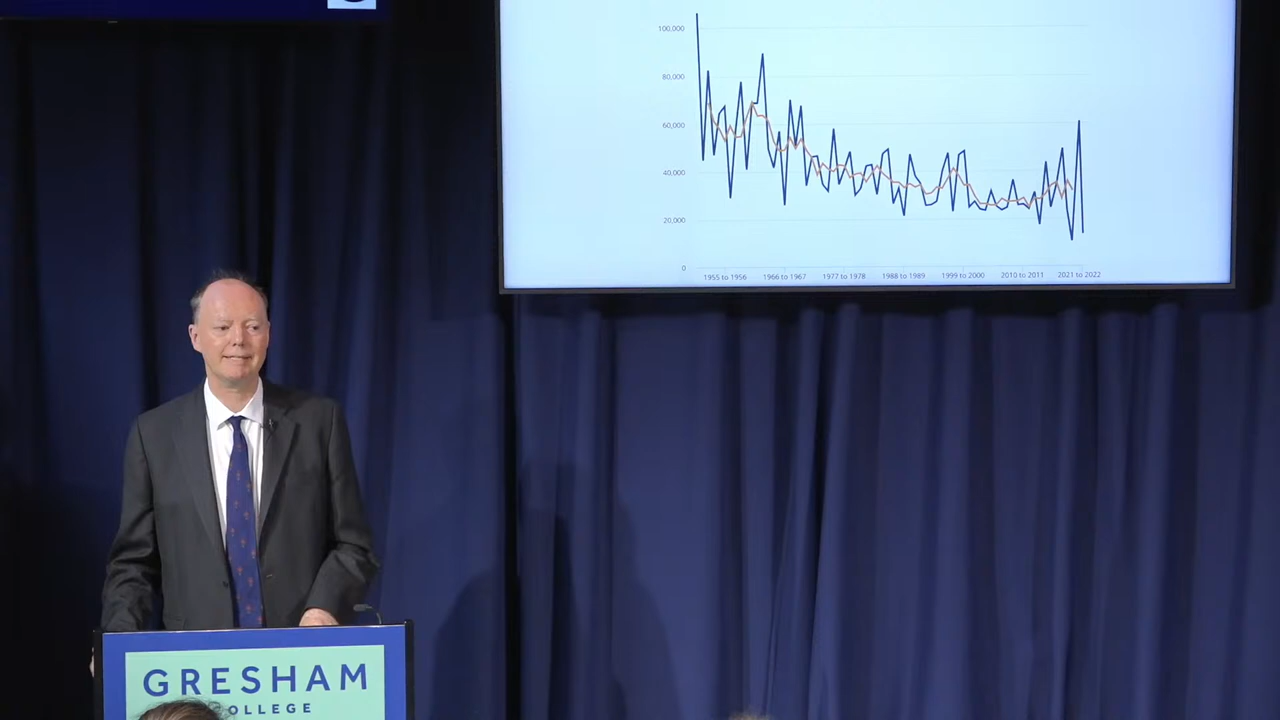 100,000
80,000
60,000
40,000
20,000
0
1955 to 1956 1966 to 1967 1977 to 1978 1988 to 1989 1999 to 2000 2010 to 2011 2021 to 2022
GRESHAM
OLLEGE